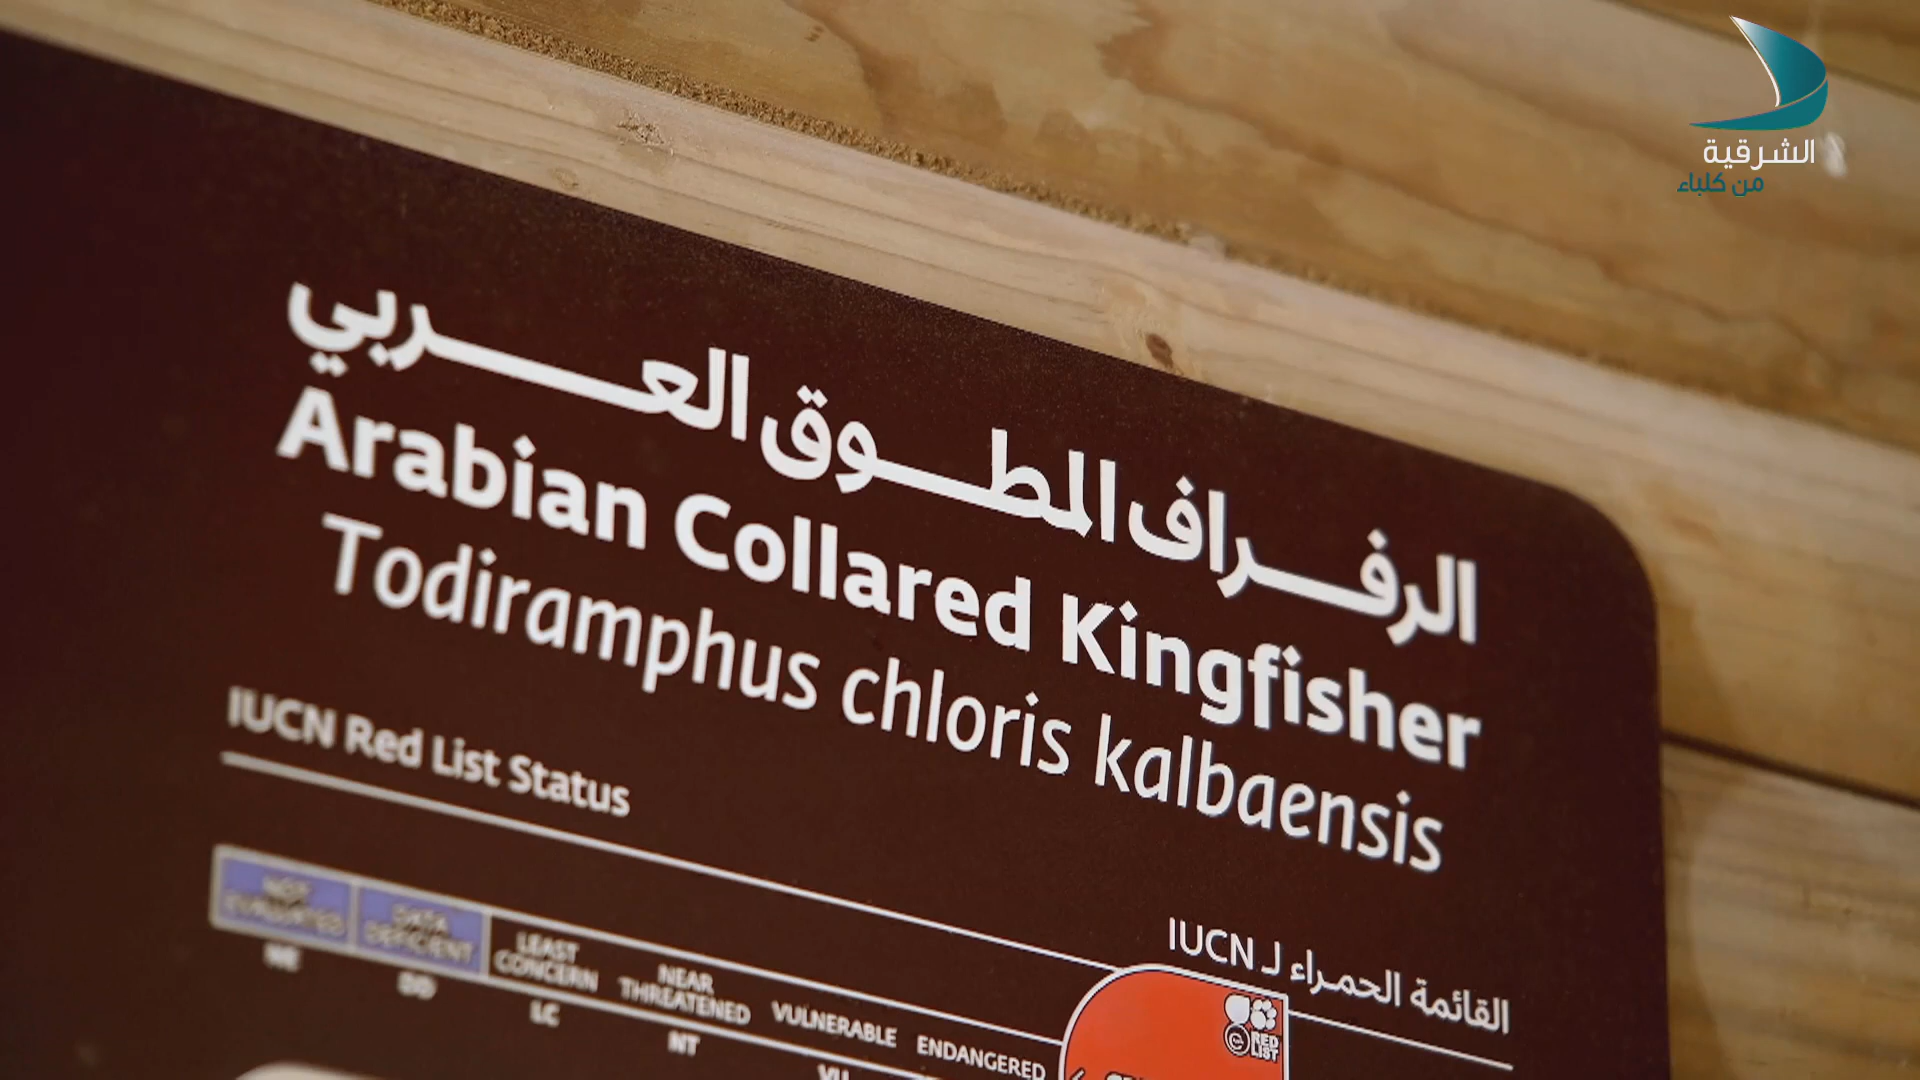 الشرقية
من كلباء
الرفراف المطوق العربي
Arabian Collared Kingfisher
Todiramphus chloris kalbaensis
IUCN Red List Status
القائمة الحمراء لـ IUCN
NOT EVALUATED
DATA DEFICIENT
LEAST CONCERN
NEAR THREATENED
VULNERABLE
ENDANGERED
RED LIST
NE
DD
LC
NT
VU